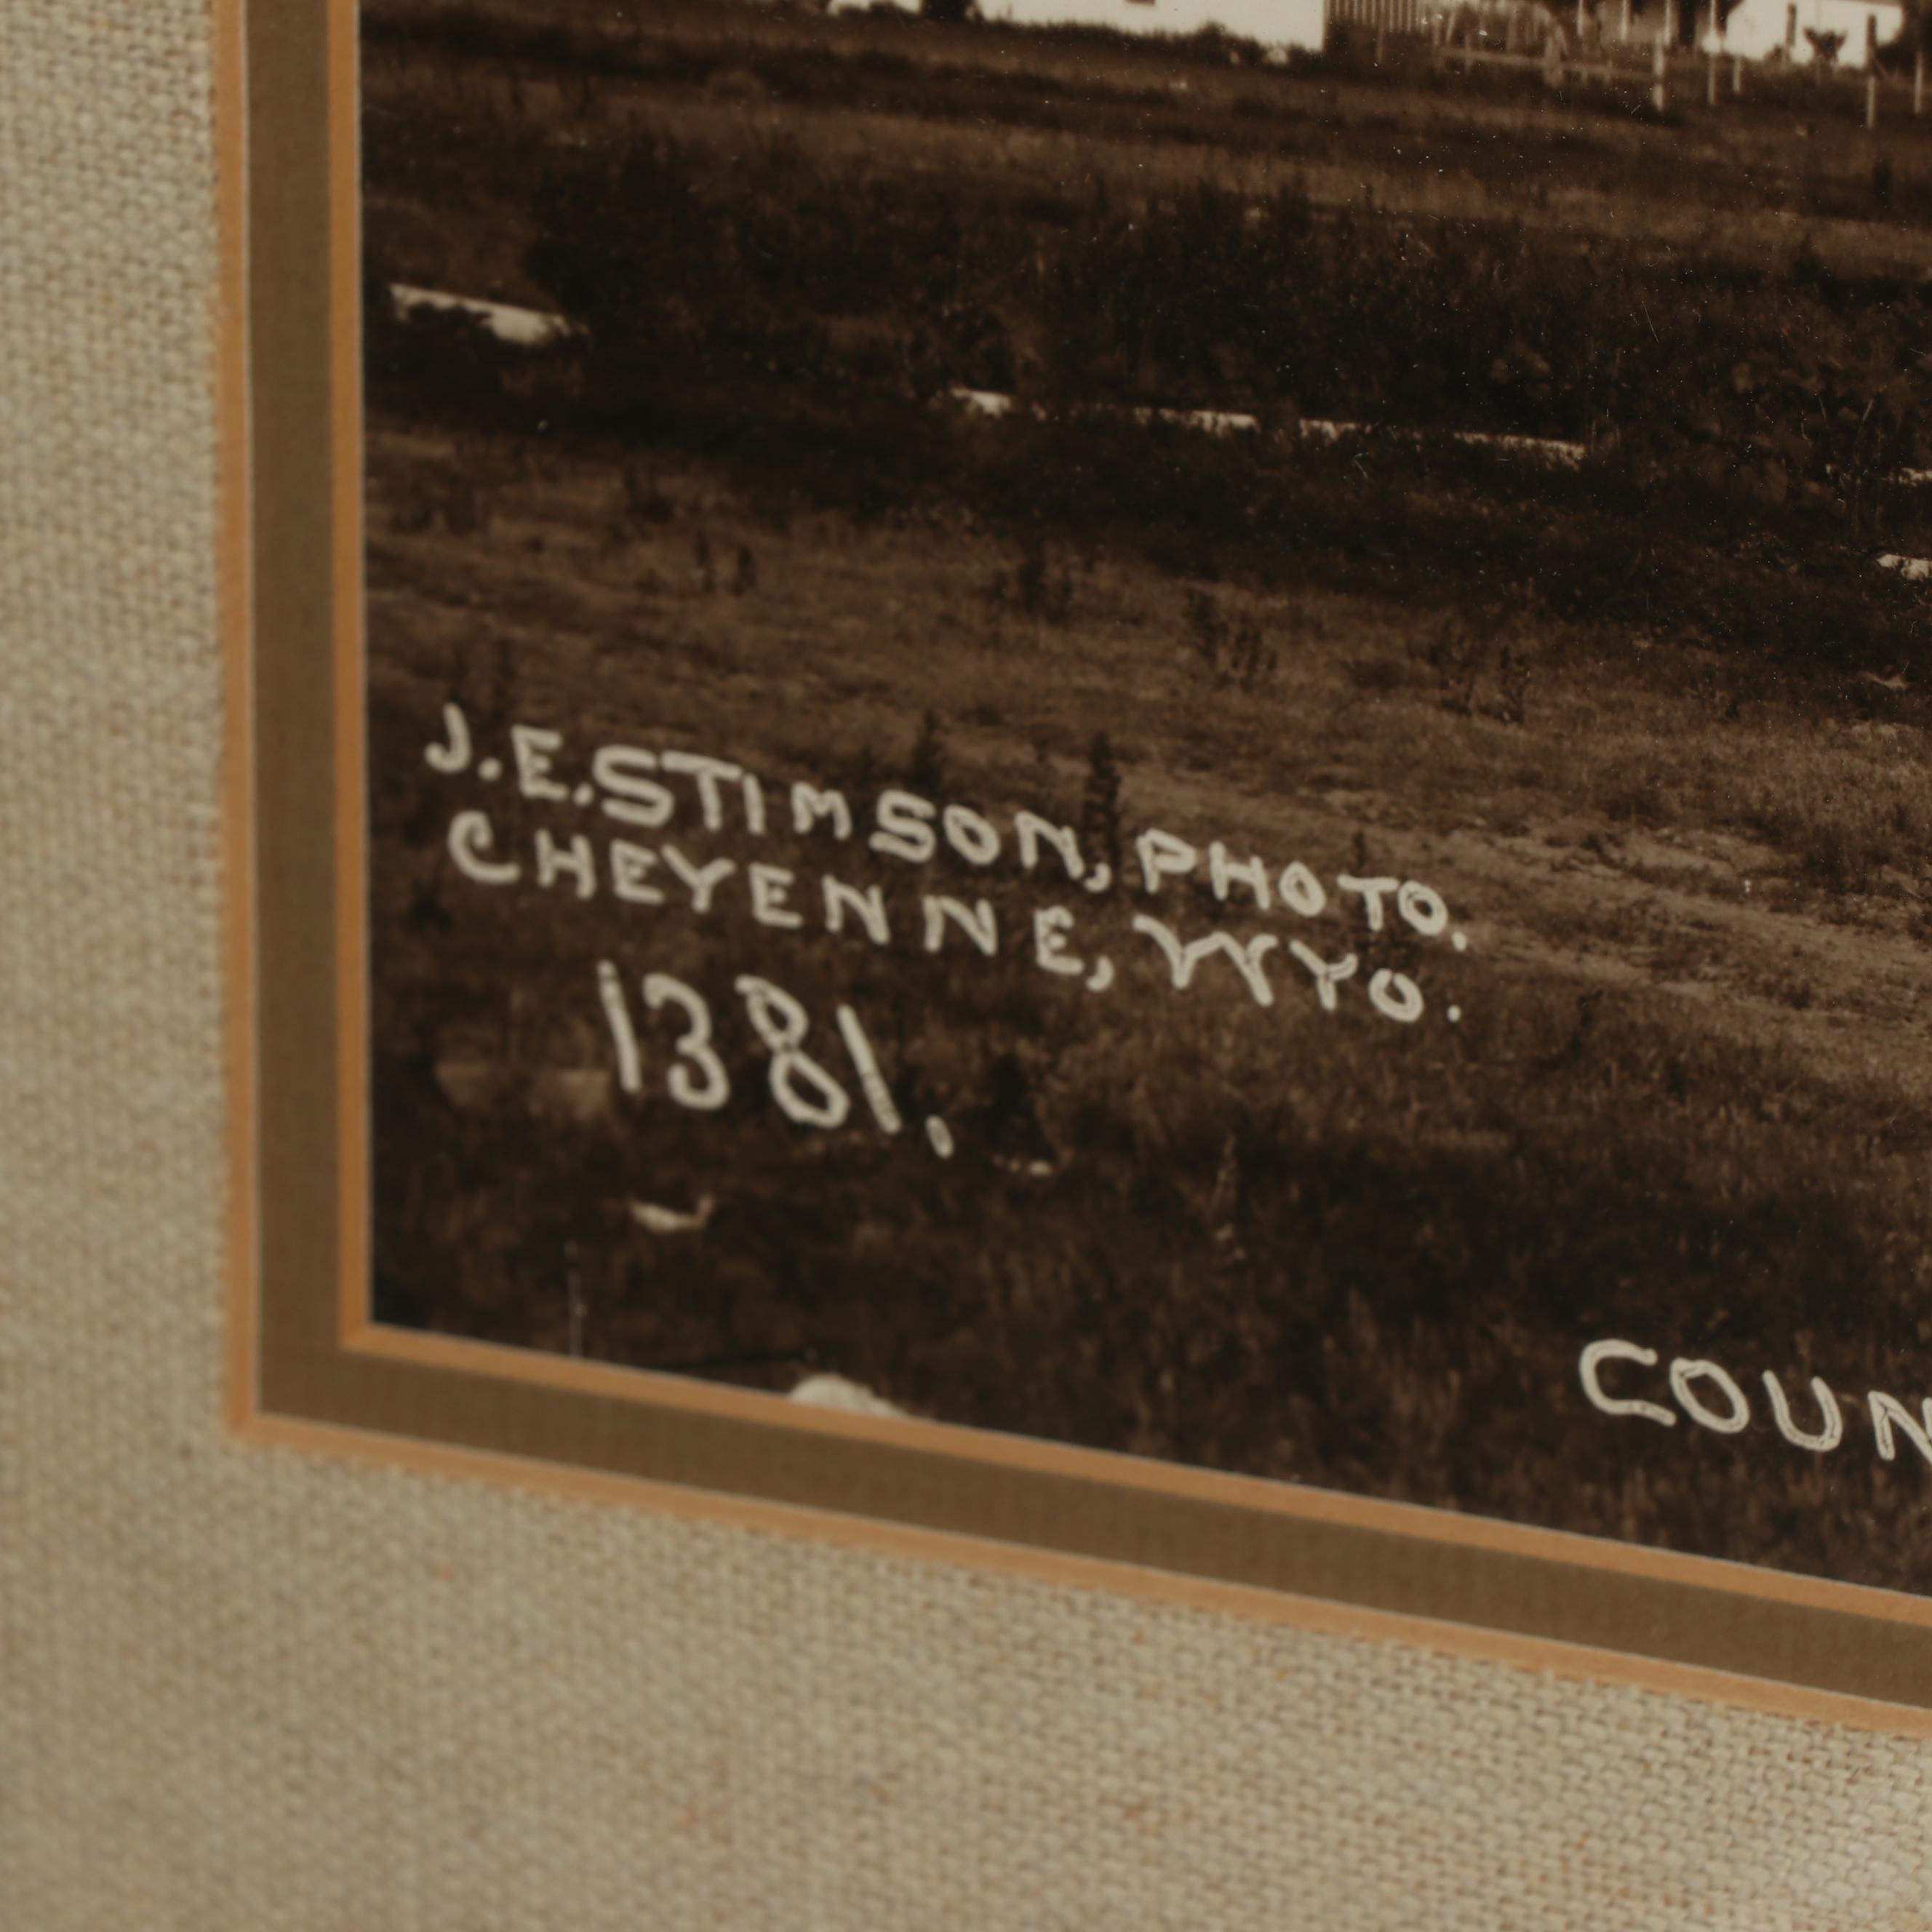 J.E.STIMSON, PHOTO.
CHEYENNE, WYO.
1381.
COUN